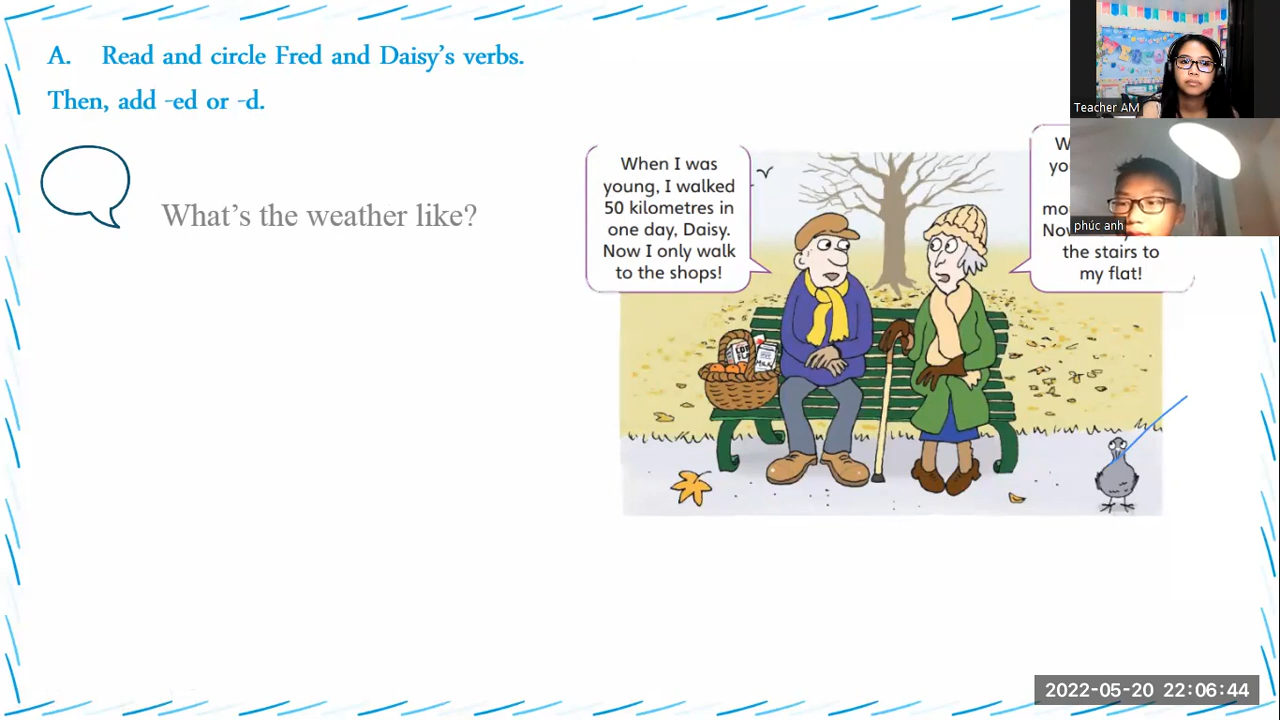 A. Read and circle Fred and Daisy's verbs.
Then, add -ed or -d.
What's the weather like?
When I was
young, I walked
50 kilometres in
one day, Daisy.
Now I only walk
to the shops!
the stairs to
my flat!
MILK
Teacher AM
phúc anh
2022-05-20 22:06:44